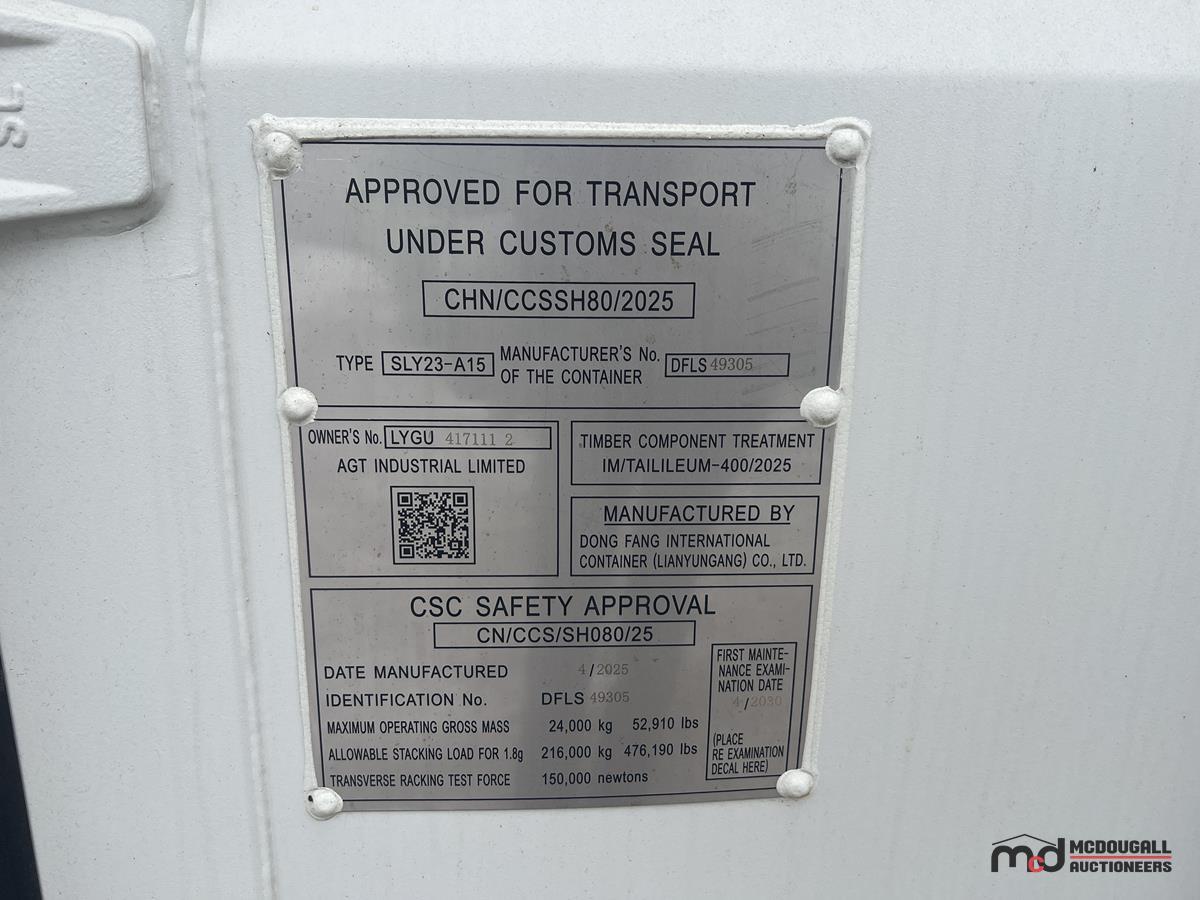 APPROVED FOR TRANSPORT
UNDER CUSTOMS SEAL
CHN/CCSSH80/2025
TYPE SLY23-A15 MANUFACTURER'S No. OF THE CONTAINER DFLS 49305
OWNER'S No. LYGU 417111 2
AGT INDUSTRIAL LIMITED
TIMBER COMPONENT TREATMENT
IM/TAILILEUM-400/2025
MANUFACTURED BY
DONG FANG INTERNATIONAL
CONTAINER (LIANYUNGANG) CO., LTD.
CSC SAFETY APPROVAL
CN/CCS/SH080/25
DATE MANUFACTURED 4/2025
IDENTIFICATION No. DFLS 49305
MAXIMUM OPERATING GROSS MASS 24,000 kg 52,910 lbs
ALLOWABLE STACKING LOAD FOR 1.8g 216,000 kg 476,190 lbs
TRANSVERSE RACKING TEST FORCE 150,000 newtons
FIRST MAINTE-
NANCE EXAMI-
NATION DATE
4/2030
(PLACE
RE EXAMINATION
DECAL HERE)
mcd MCDOUGALL
AUCTIONEERS